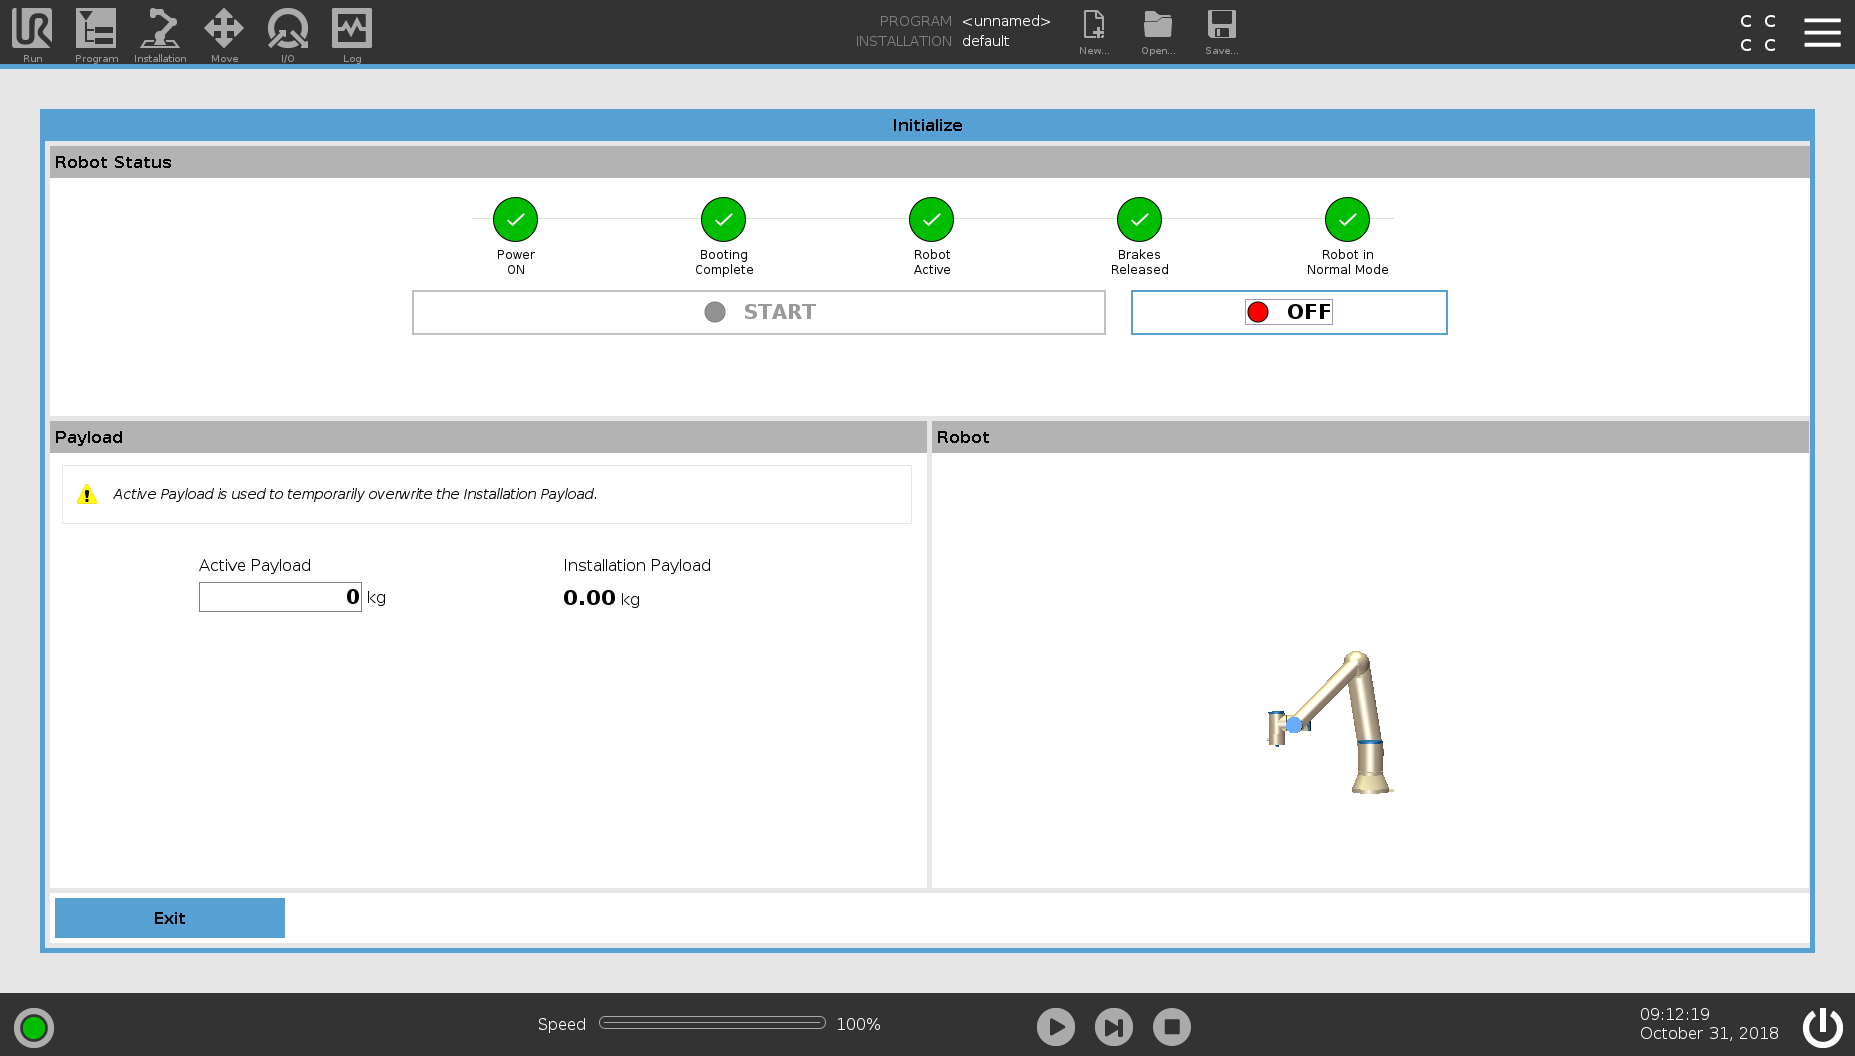 PROGRAM <unnamed>
INSTALLATION default
C C
C C
UR
Run Program Installation Move I/O Log
New... Open... Save...
Initialize
Robot Status
Power
ON
Booting
Complete
Robot
Active
Brakes
Released
Robot in
Normal Mode
START
OFF
Payload
Robot
Active Payload is used to temporarily overwrite the Installation Payload.
Active Payload
Installation Payload
0 kg
0.00 kg
Exit
Speed 100%
09:12:19
October 31, 2018